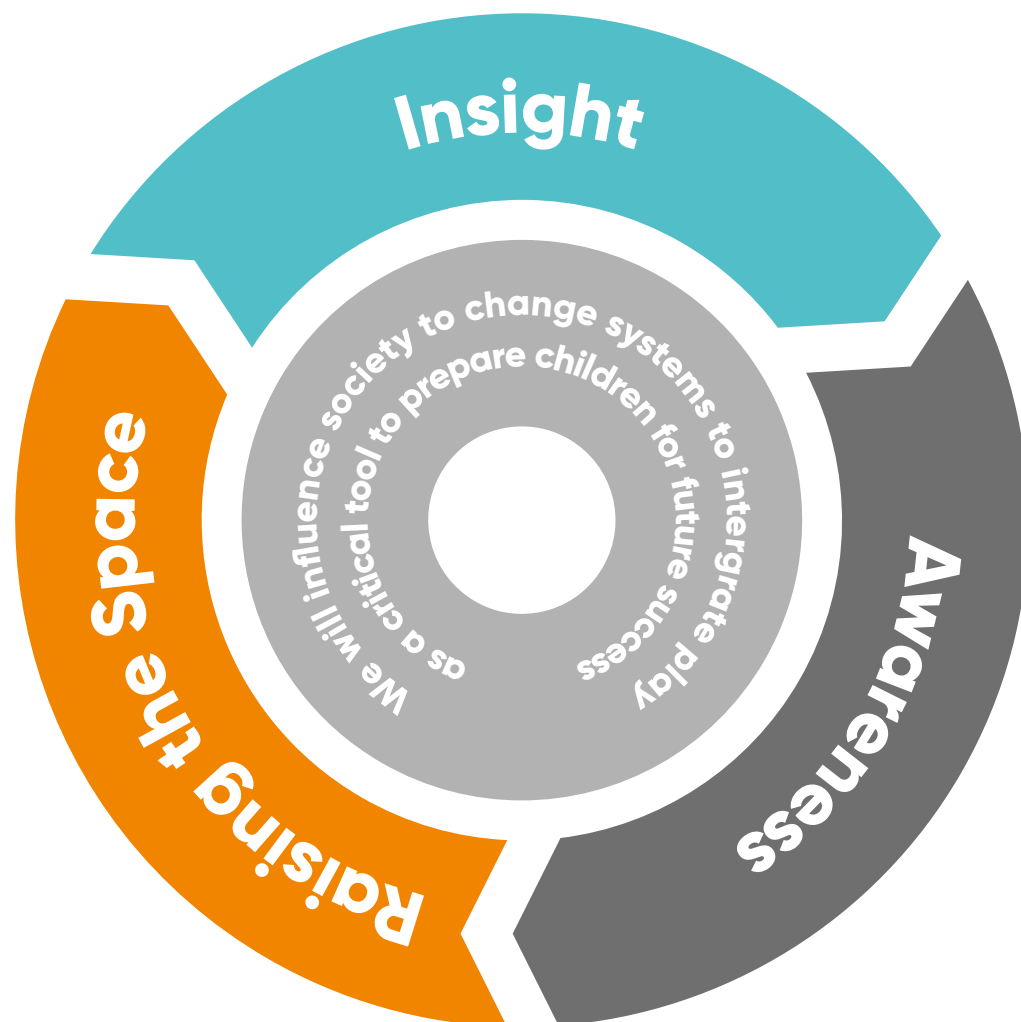 Insight
Awareness
Raising the Space
We will influence society to change systems to intergrate play
as a critical tool to prepare children for future success